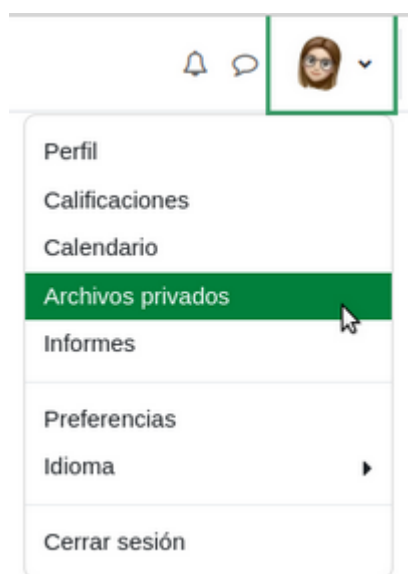 Perfil
Calificaciones
Calendario
Archivos privados
Informes
Preferencias
Idioma
Cerrar sesión